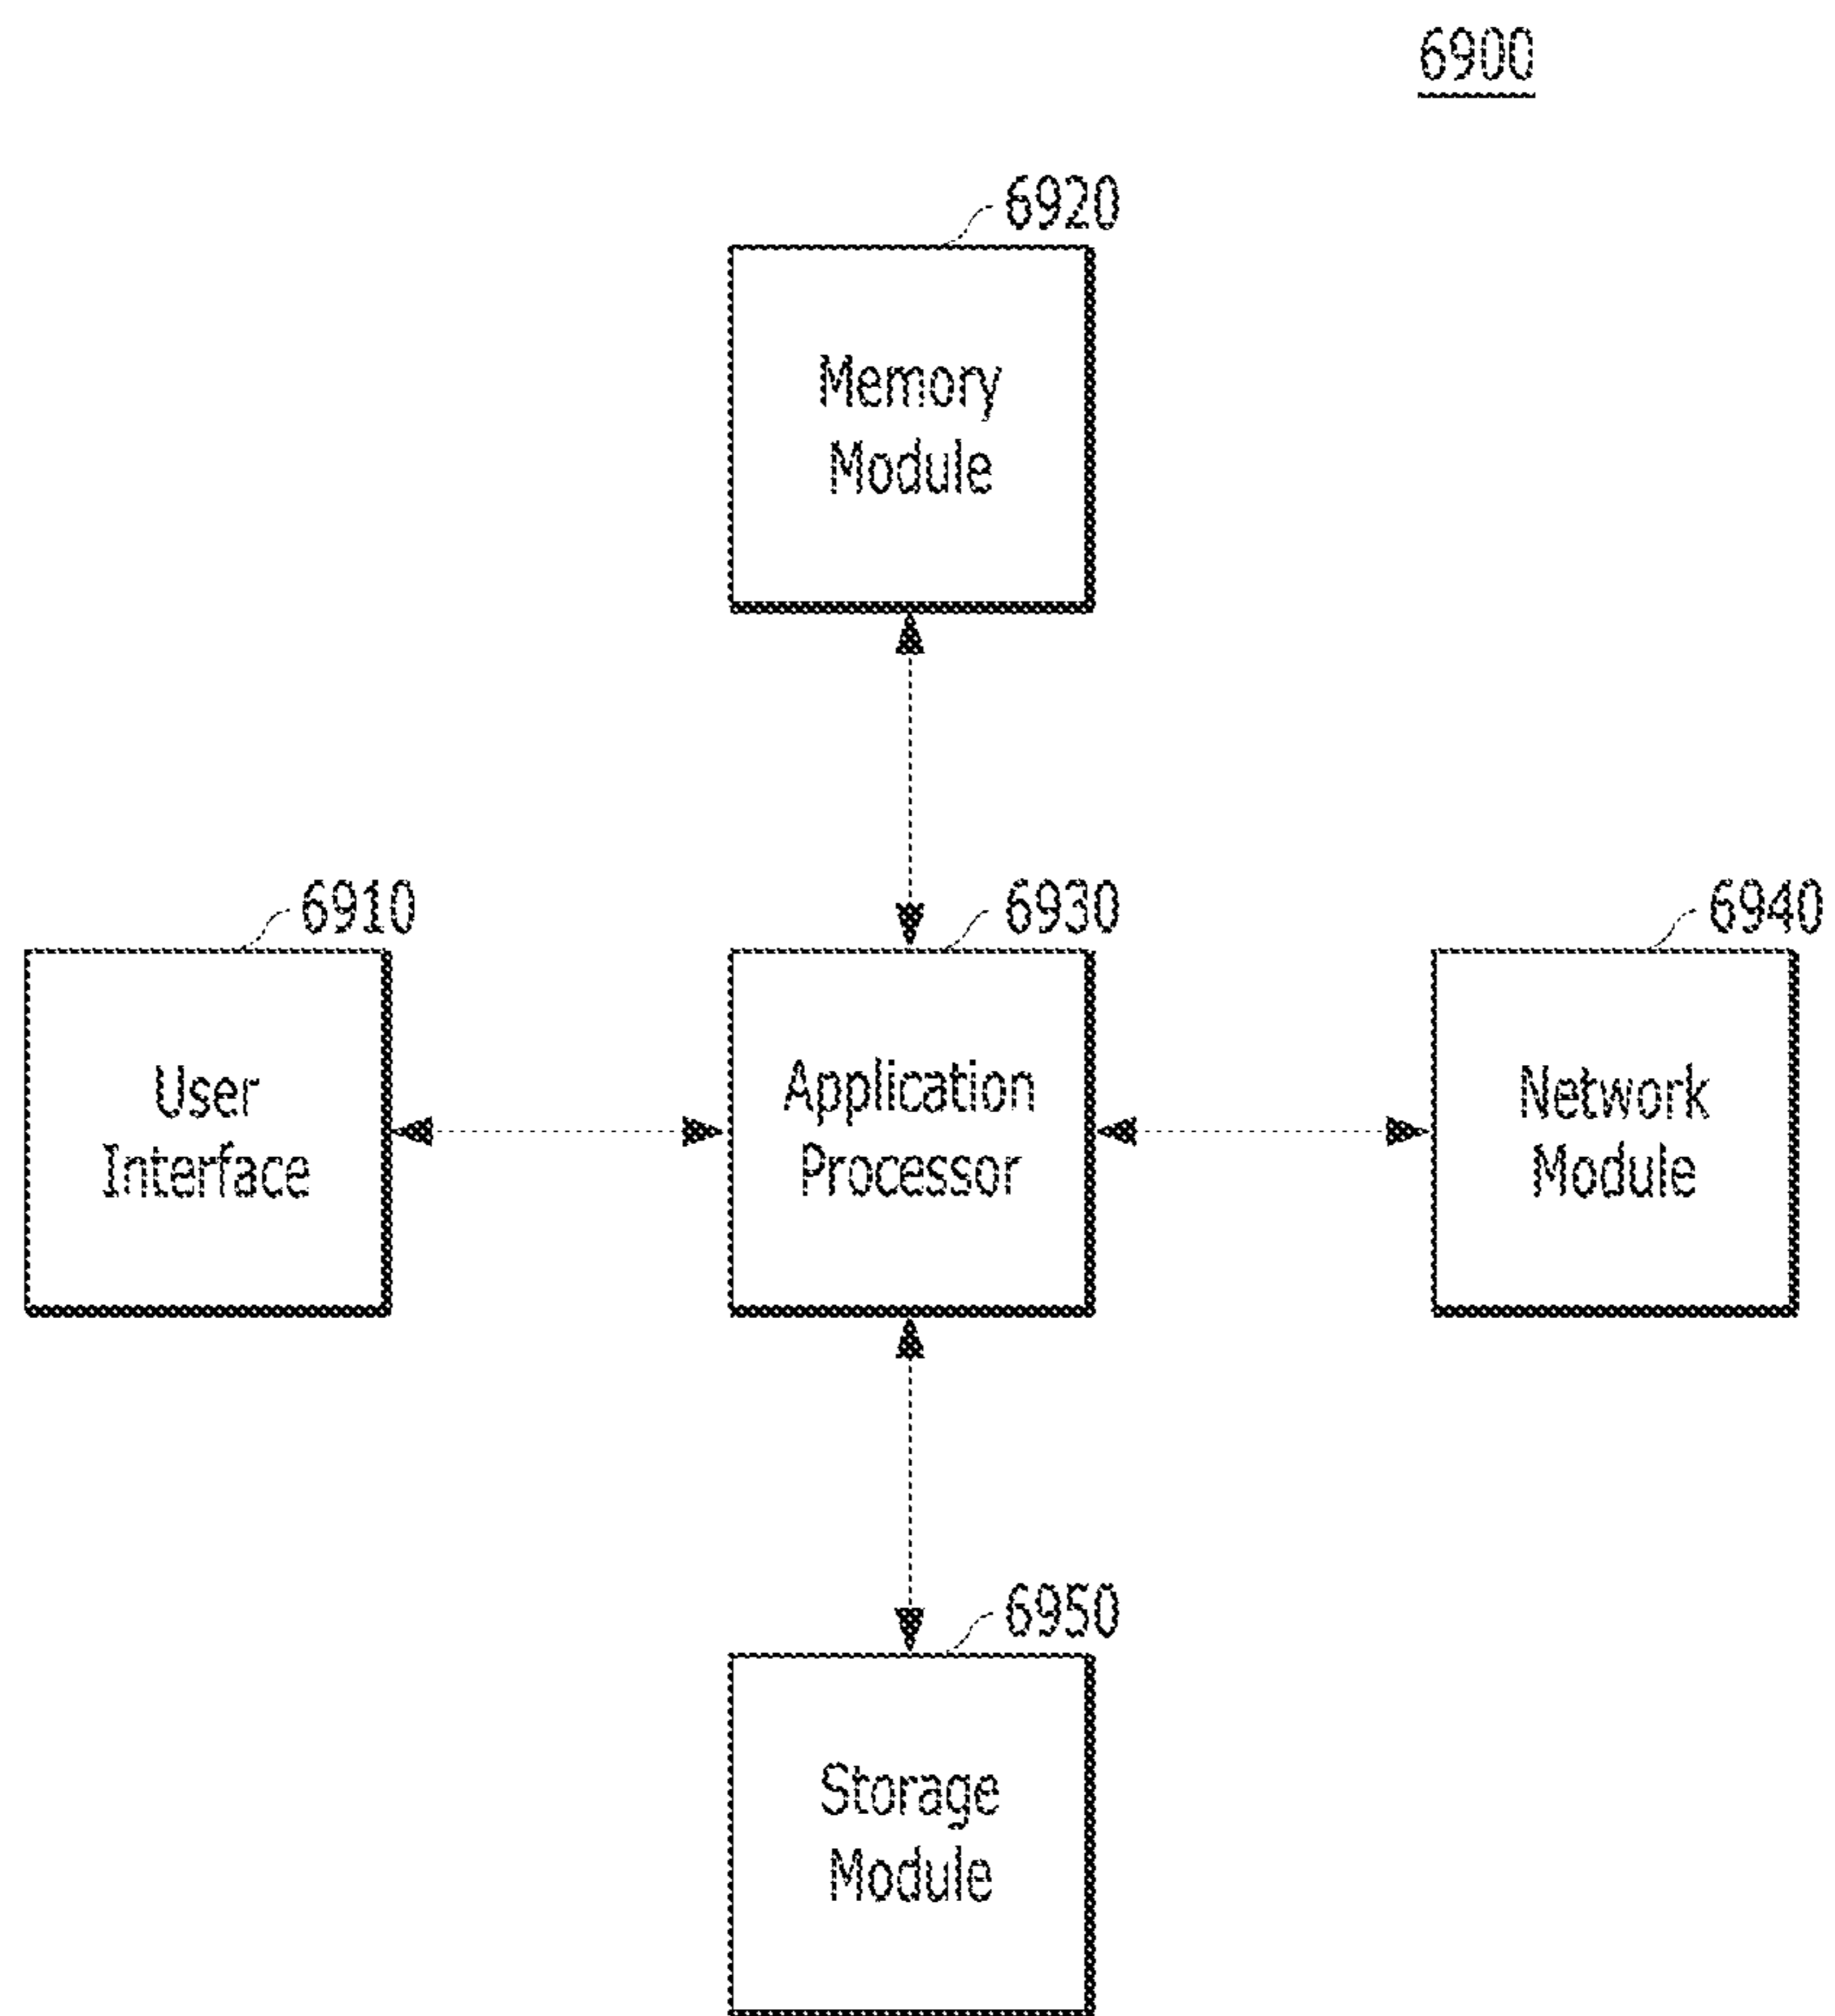 6900
6920
Memory
Module
6910
6930
6940
User
Interface
Application
Processor
Network
Module
6950
Storage
Module